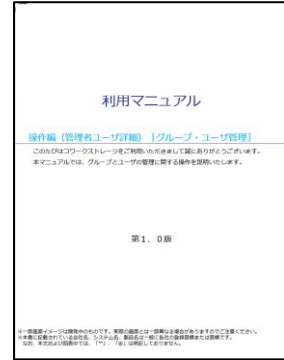 利用マニュアル
操作編（管理者ユーザ詳細）［グループ・ユーザ管理］
このたびはコワークストレージをご利用いただきまして誠にありがとうございます。
本マニュアルでは、グループとユーザの管理に関する操作を説明いたします。
第１．０版
※一部画面イメージは開発中のものです。実際の画面とは一部異なる場合がありますのでご注意ください。
※本書に記載されている会社名、システム名、製品名は一般に各社の登録商標または商標です。
なお、本文および図表中では、「™」、「®」は明記しておりません。